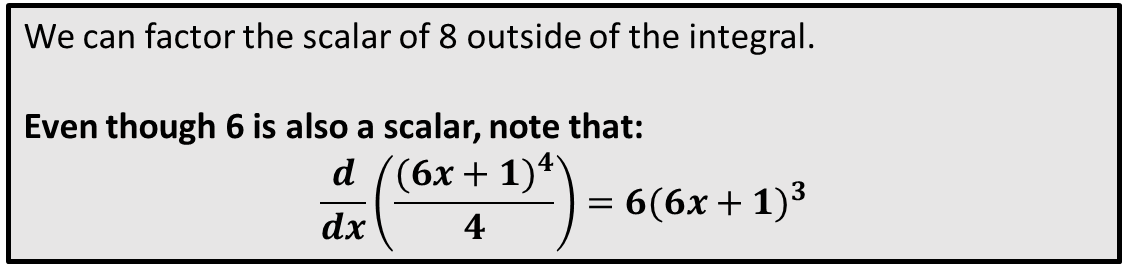 We can factor the scalar of 8 outside of the integral.
Even though 6 is also a scalar, note that:
d/dx((6x + 1)^4/4) = 6(6x + 1)^3